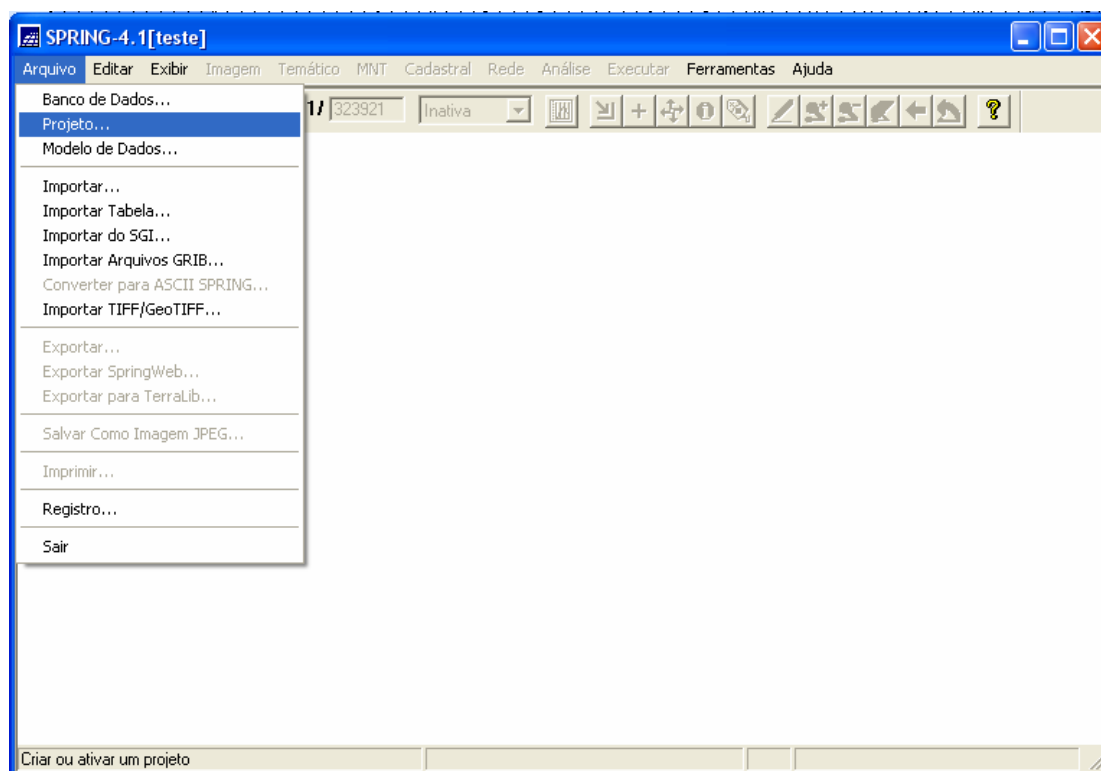 SPRING-4.1[teste]
Arquivo Editar Exibir Imagem Temático MNT Cadastral Rede Análise Executar Ferramentas Ajuda
1/ 323921 Inativa
Banco de Dados...
Projeto...
Modelo de Dados...
Importar...
Importar Tabela...
Importar do SGI...
Importar Arquivos GRIB...
Converter para ASCII SPRING...
Importar TIFF/GeoTIFF...
Exportar...
Exportar SpringWeb...
Exportar para TerraLib...
Salvar Como Imagem JPEG...
Imprimir...
Registro...
Sair
Criar ou ativar um projeto